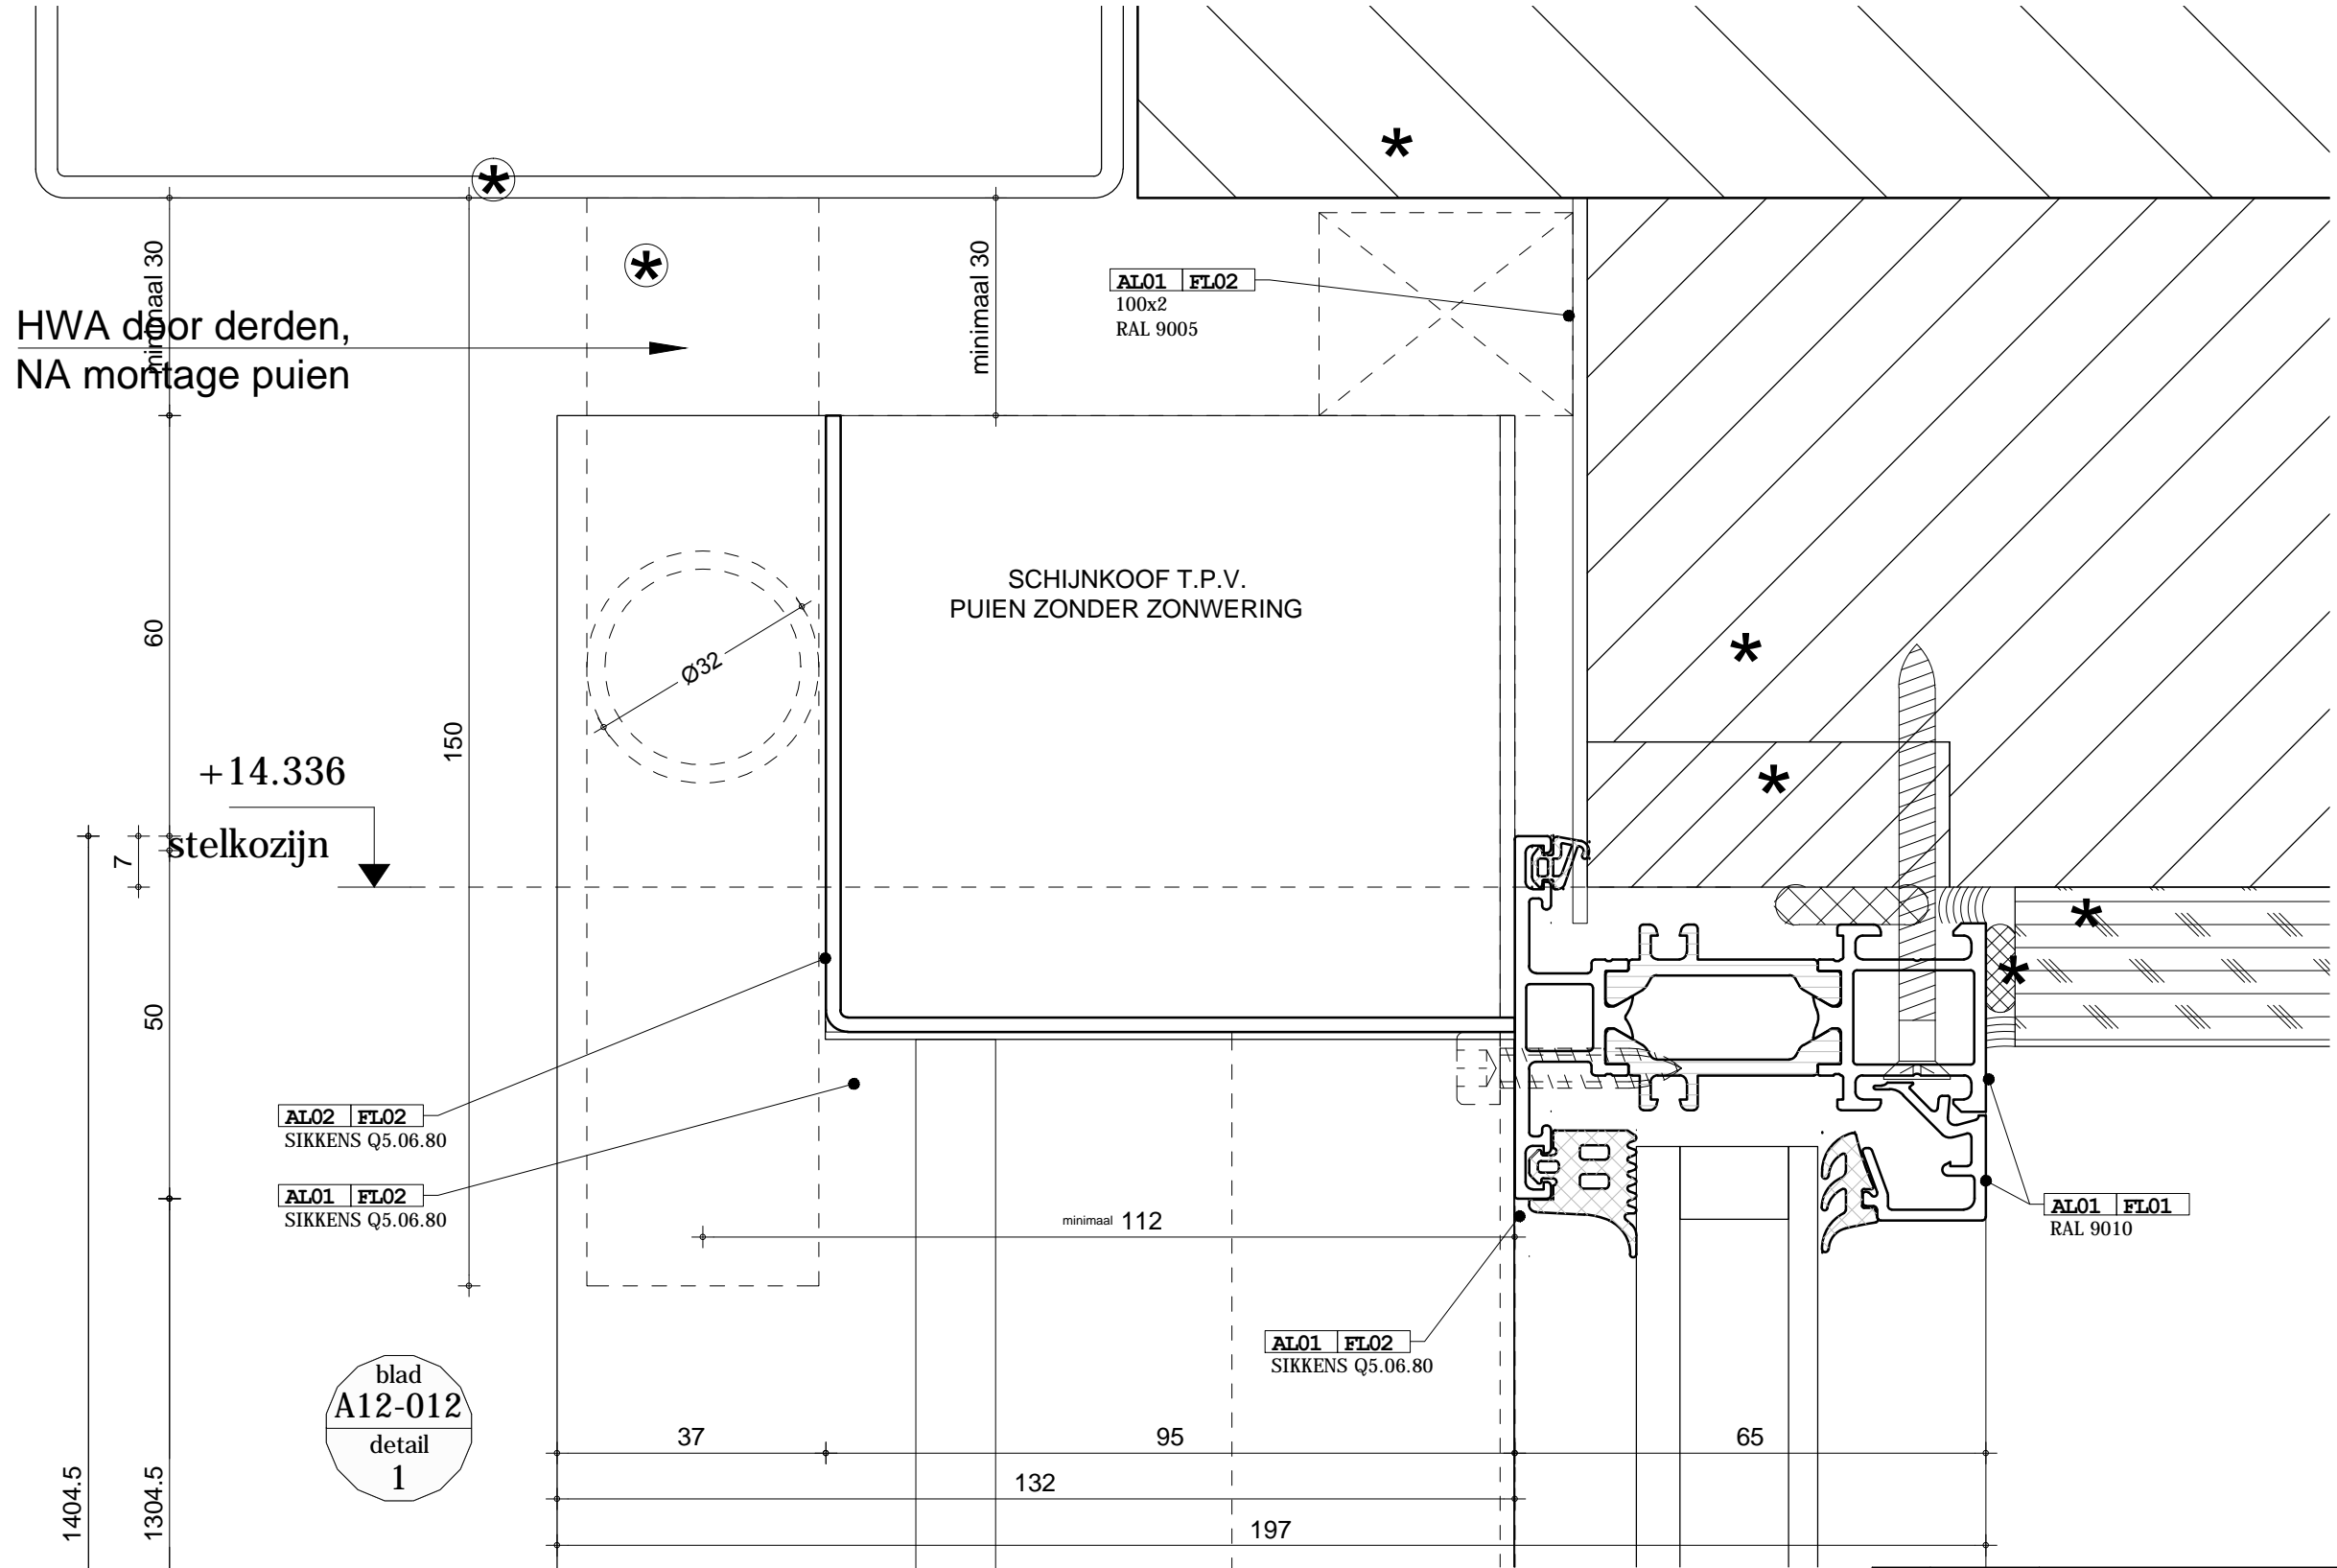 minimaal 30
minimaal 30
HWA door derden,
NA montage puien
AL01 FL02
100x2
RAL 9005
SCHIJNKOOF T.P.V.
PUIEN ZONDER ZONWERING
60
Ø32
150
+14.336
stelkozijn
7
50
AL02 FL02
SIKKENS Q5.06.80
AL01 FL02
SIKKENS Q5.06.80
minimaal 112
AL01 FL01
RAL 9010
AL01 FL02
SIKKENS Q5.06.80
blad
A12-012
detail
1
37
95
65
132
197
1404.5
1304.5